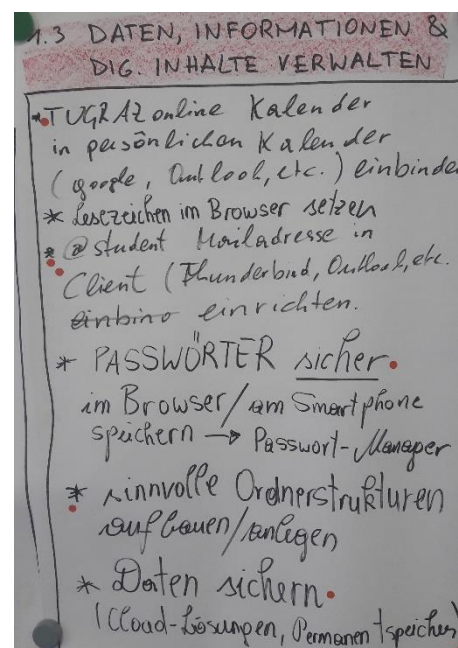 1.3 DATEN, INFORMATIONEN &
DIG. INHALTE VERWALTEN
* TUGRAZ online Kalender
in persönlichen Kalender
(google, Outlook, etc.) einbinden
* Lesezeichen im Browser setzen
* @student Mailadresse in
Client (Thunderbird, Outlook, etc.
einbind einrichten.
* PASSWÖRTER sicher
im Browser/am Smartphone
speichern → Passwort-Manager
* sinnvolle Ordnerstrukturen
aufbauen/anlegen
* Daten sichern
(Cloud-Lösungen, Permanentspeicher)